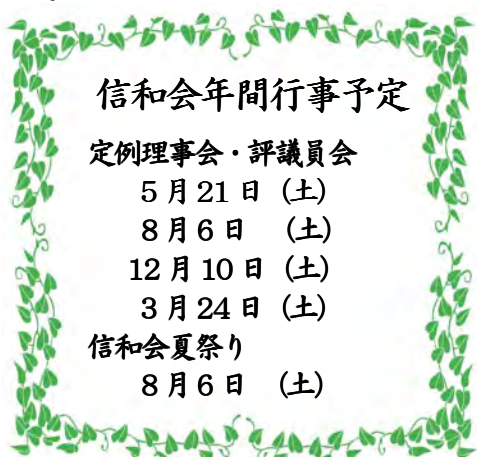 信和会年間行事予定
定例理事会・評議員会
5月21日（土）
8月6日　（土）
12月10日（土）
3月24日（土）
信和会夏祭り
8月6日　（土）